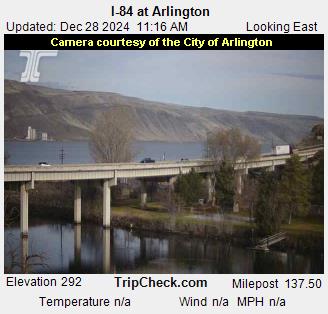 I-84 at Arlington
Updated: Dec 28 2024 11:16 AM Looking East
Camera courtesy of the City of Arlington
Elevation 292 TripCheck.com Milepost 137.50
Temperature n/a Wind n/a MPH n/a